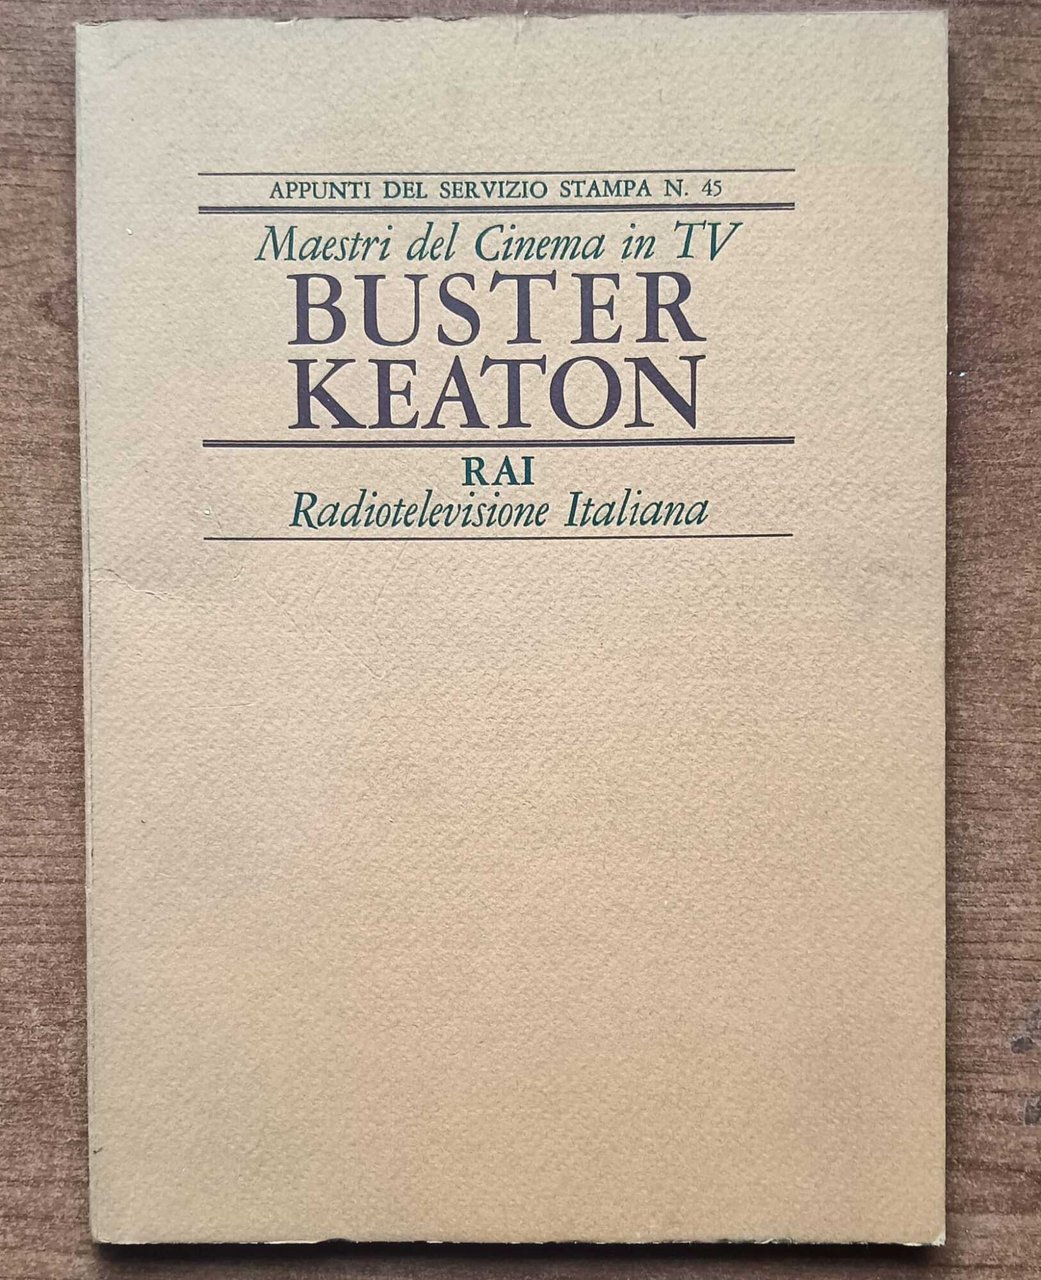 APPUNTI DEL SERVIZIO STAMPA N. 45
Maestri del Cinema in TV
BUSTER
KEATON
RAI
Radiotelevisione Italiana